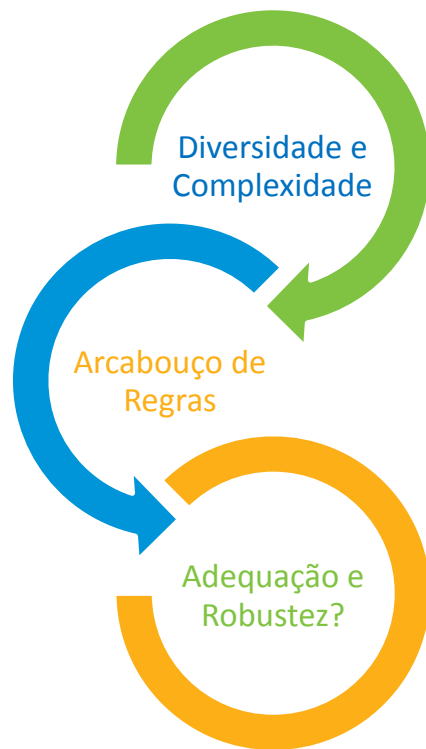 Diversidade e
Complexidade
Arcabouço de
Regras
Adequação e
Robustez?